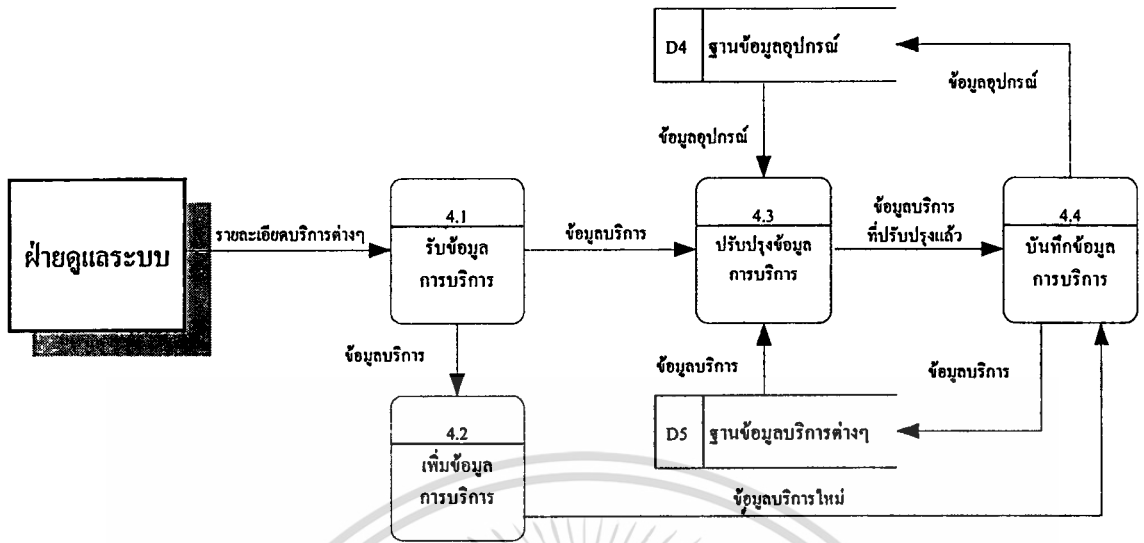 D4 ฐานข้อมูลอุปกรณ์
ข้อมูลอุปกรณ์
ข้อมูลอุปกรณ์
ฝ่ายดูแลระบบ
รายละเอียดบริการต่างๆ
4.1
รับข้อมูล
การบริการ
ข้อมูลบริการ
4.3
ปรับปรุงข้อมูล
การบริการ
ข้อมูลบริการ
ที่ปรับปรุงแล้ว
4.4
บันทึกข้อมูล
การบริการ
ข้อมูลบริการ
ข้อมูลบริการ
ข้อมูลบริการ
4.2
เพิ่มข้อมูล
การบริการ
D5 ฐานข้อมูลบริการต่างๆ
ข้อมูลบริการใหม่